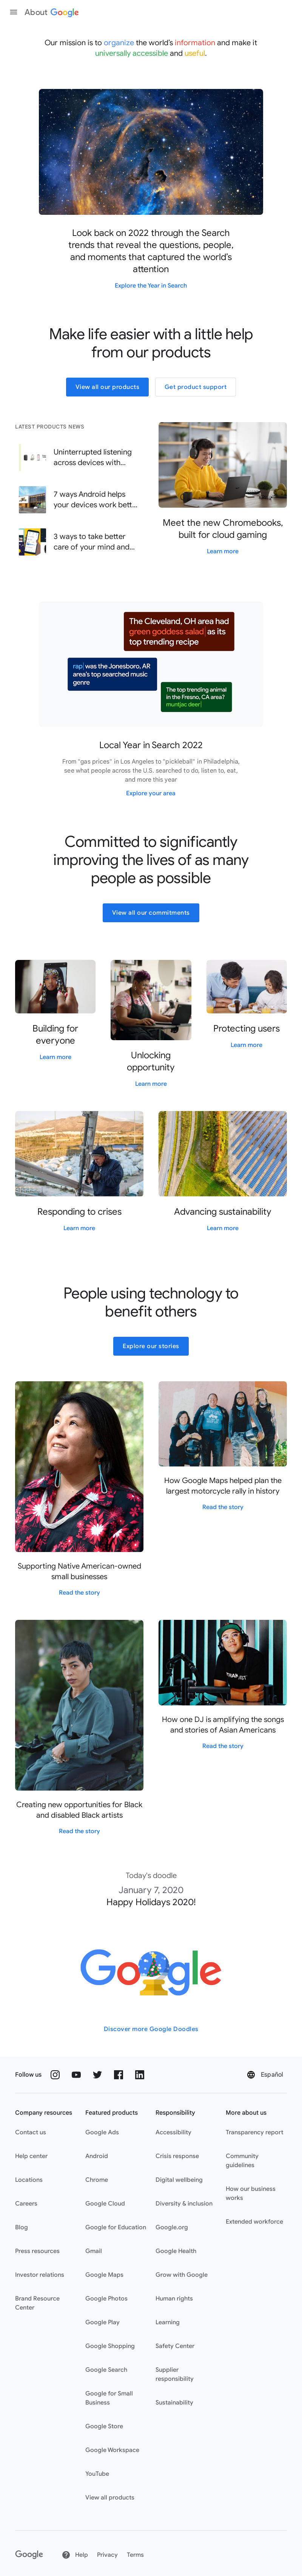 About Google
Our mission is to organize the world's information and make it
universally accessible and useful.
Look back on 2022 through the Search
trends that reveal the questions, people,
and moments that captured the world's
attention
Explore the Year in Search
Make life easier with a little help
from our products
View all our products
Get product support
LATEST PRODUCTS NEWS
Uninterrupted listening
across devices with...
7 ways Android helps
your devices work bett...
3 ways to take better
care of your mind and...
Meet the new Chromebooks,
built for cloud gaming
Learn more
The Cleveland, OH area had
green goddess salad as its
top trending recipe
rap was the Jonesboro, AR
area's top searched music
genre
The top trending animal
in the Fresno, CA area?
muntjac deer
Local Year in Search 2022
From "gas prices" in Los Angeles to "pickleball" in Philadelphia,
see what people across the U.S. searched to do, listen to, eat,
and more this year
Explore your area
Committed to significantly
improving the lives of as many
people as possible
View all our commitments
Building for
everyone
Learn more
Unlocking
opportunity
Learn more
Protecting users
Learn more
Responding to crises
Learn more
Advancing sustainability
Learn more
People using technology to
benefit others
Explore our stories
Supporting Native American-owned
small businesses
Read the story
How Google Maps helped plan the
largest motorcycle rally in history
Read the story
Creating new opportunities for Black
and disabled Black artists
Read the story
How one DJ is amplifying the songs
and stories of Asian Americans
Read the story
Today's doodle
January 7, 2020
Happy Holidays 2020!
Google
Discover more Google Doodles
Follow us
Español
Company resources
Contact us
Help center
Locations
Careers
Blog
Press resources
Investor relations
Brand Resource
Center
Featured products
Google Ads
Android
Chrome
Google Cloud
Google for Education
Gmail
Google Maps
Google Photos
Google Play
Google Shopping
Google Search
Google for Small
Business
Google Store
Google Workspace
YouTube
View all products
Responsibility
Accessibility
Crisis response
Digital wellbeing
Diversity & inclusion
Google.org
Google Health
Grow with Google
Human rights
Learning
Safety Center
Supplier
responsibility
Sustainability
More about us
Transparency report
Community
guidelines
How our business
works
Extended workforce
Google
Help
Privacy
Terms